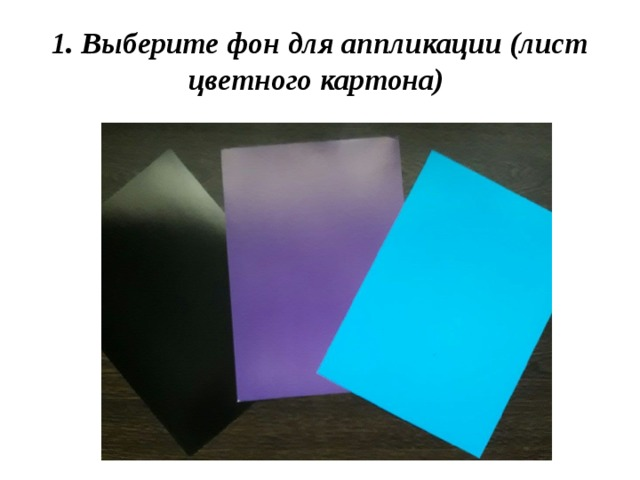 1. Выберите фон для аппликации (лист
цветного картона)